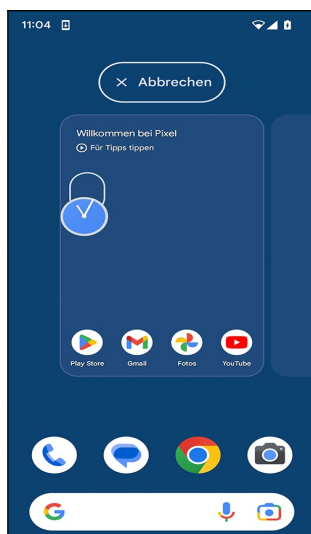 11:04
× Abbrechen
Willkommen bei Pixel
Für Tipps tippen
Play Store
Gmail
Fotos
YouTube